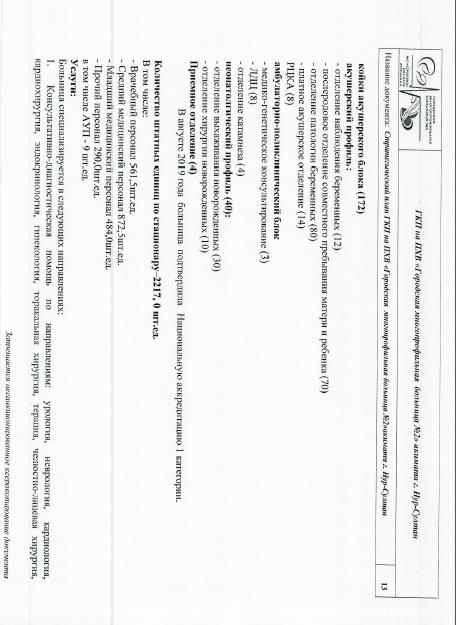 ГОРОДСКАЯ
МНОГОПРОФИЛЬНАЯ
БОЛЬНИЦА №2
ГКП на ПХВ «Городская многопрофильная больница №2» акимата г. Нур-Султан
Название документа: Стратегический план ГКП на ПХВ «Городская многопрофильная больница №2»акимата г. Нур-Султан
13
койки акушерского блока (172)
акушерский профиль:
- отделение наблюдения беременных (12)
- послеродовое отделение совместного пребывания матери и ребенка (70)
- отделение патологии беременных (80)
- платное акушерское отделение (14)
РЦКА (8)
амбулаторно-поликлинический блок
- медико-генетическое консультирование (3)
- ЛДЦ (8)
- отделение катамнеза (4)
неонатолгический профиль (40):
- отделение выхаживания новорожденных (30)
- отделение хирургии новорожденных (10)
Приемное отделение (4)
В августе 2019 года больница подтвердила Национальную аккредитацию 1 категории.
Количество штатных единиц по стационару–2217, 0 шт.ед.
В том числе:
- Врачебный персонал 561,5шт.ед.
- Средний медицинский персонал 872,5шт.ед.
- Младший медицинский персонал 484,0шт.ед.
- Прочий персонал 290,0шт.ед.
в том числе АУП - 9 шт.ед.
Услуги:
Больница специализируется в следующих направлениях:
1. Консультативно-диагностическая помощь по направлениям: урология, неврология, кардиология,
кардиохирургия, эндокринология, гинекология, торакальная хирургия, терапия, челюстно-лицевая хирургия,
Запрещается несанкционированное ксерокопирование документа